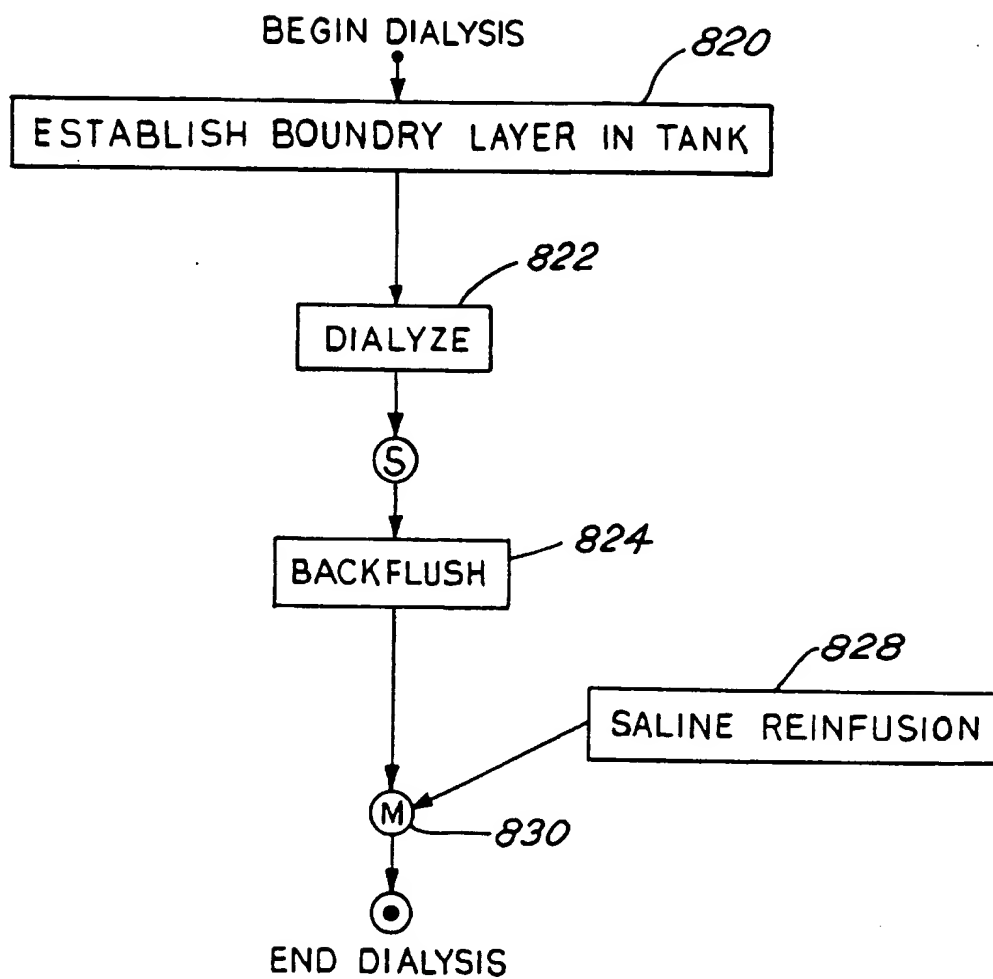 BEGIN DIALYSIS
820
ESTABLISH BOUNDRY LAYER IN TANK
822
DIALYZE
S
824
BACKFLUSH
828
SALINE REINFUSION
M
830
END DIALYSIS